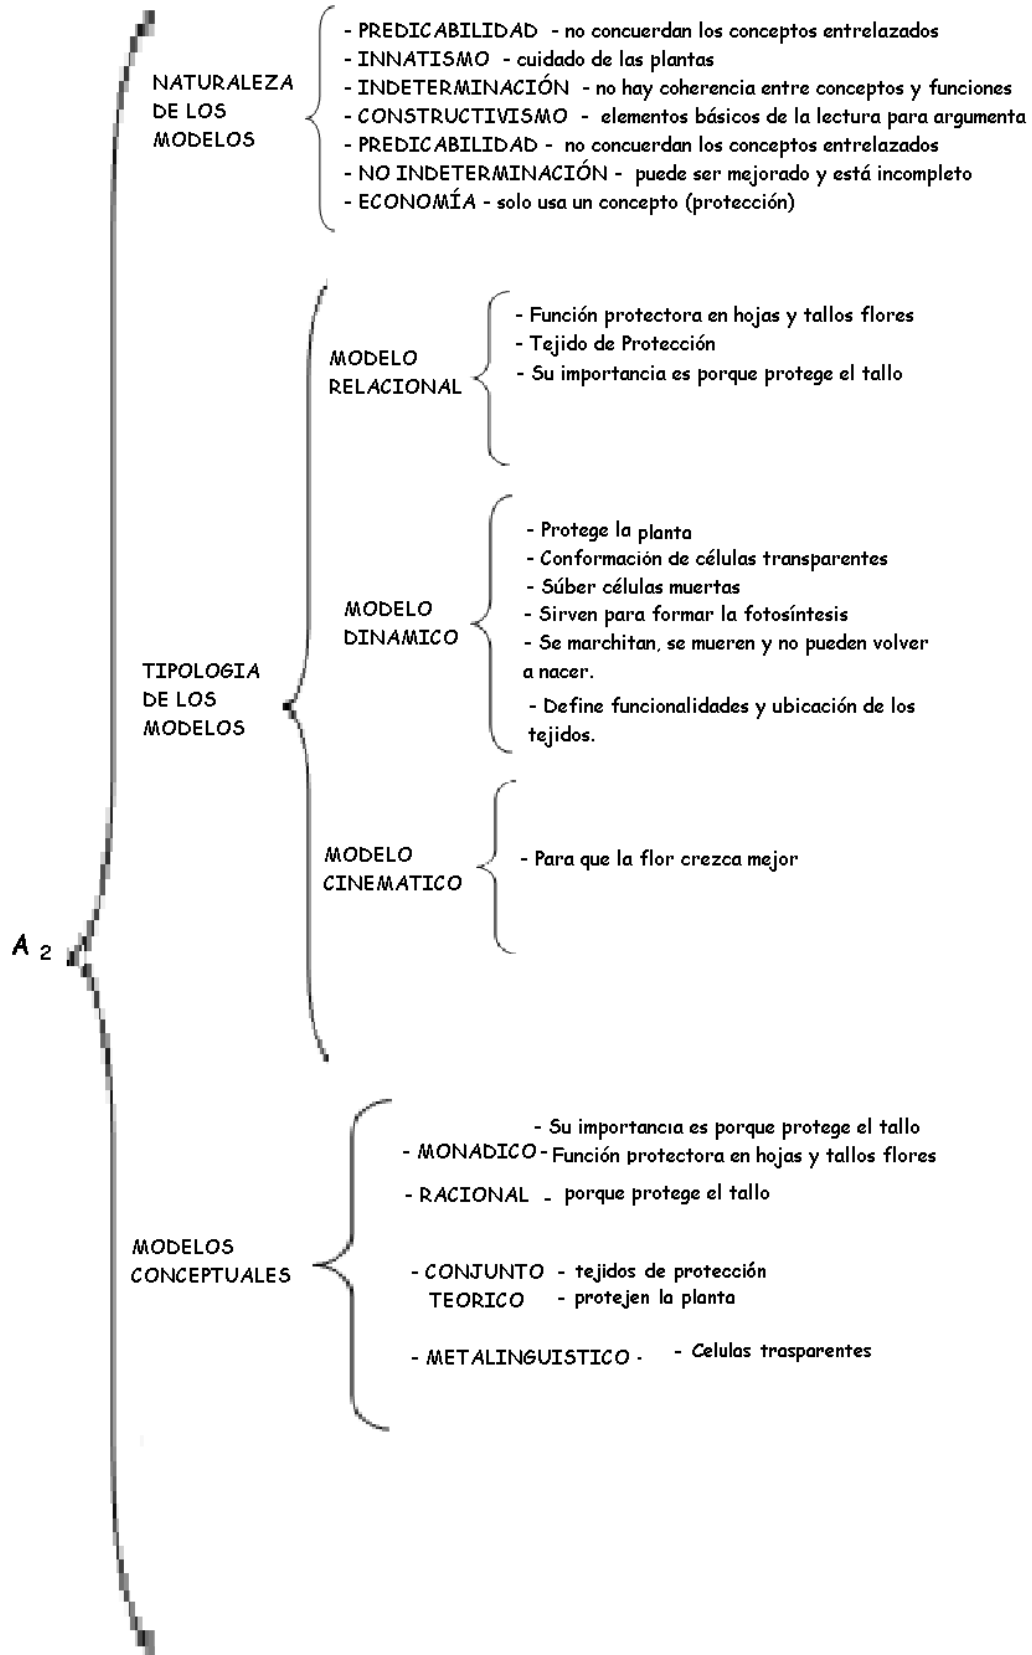 A 2
NATURALEZA
DE LOS
MODELOS
- PREDICABILIDAD - no concuerdan los conceptos entrelazados
- INNATISMO - cuidado de las plantas
- INDETERMINACIÓN - no hay coherencia entre conceptos y funciones
- CONSTRUCTIVISMO - elementos básicos de la lectura para argumenta
- PREDICABILIDAD - no concuerdan los conceptos entrelazados
- NO INDETERMINACIÓN - puede ser mejorado y está incompleto
- ECONOMÍA - solo usa un concepto (protección)
TIPOLOGIA
DE LOS
MODELOS
MODELO
RELACIONAL
- Función protectora en hojas y tallos flores
- Tejido de Protección
- Su importancia es porque protege el tallo
MODELO
DINAMICO
- Protege la planta
- Conformación de células transparentes
- Súber células muertas
- Sirven para formar la fotosíntesis
- Se marchitan, se mueren y no pueden volver
a nacer.
- Define funcionalidades y ubicación de los
tejidos.
MODELO
CINEMATICO
- Para que la flor crezca mejor
MODELOS
CONCEPTUALES
- Su importancia es porque protege el tallo
- MONADICO - Función protectora en hojas y tallos flores
- RACIONAL - porque protege el tallo
- CONJUNTO - tejidos de protección
TEORICO - protejen la planta
- METALINGUISTICO - - Celulas trasparentes